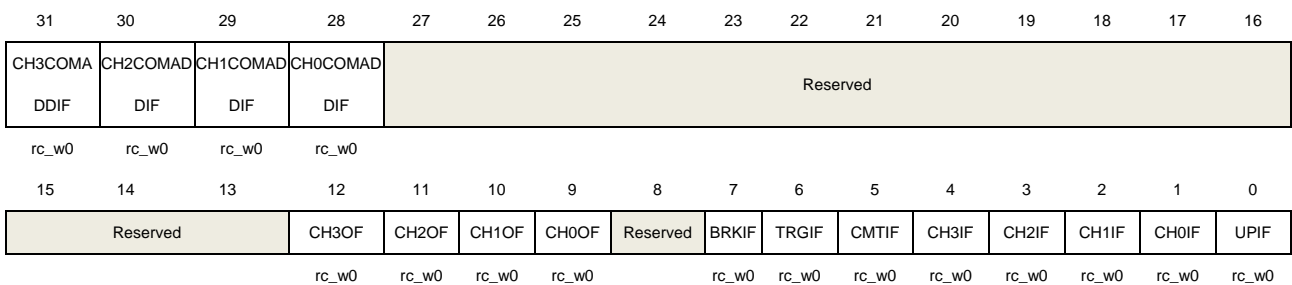 31 30 29 28 27 26 25 24 23 22 21 20 19 18 17 16
CH3COMA CH2COMAD CH1COMAD CH0COMAD
Reserved
DDIF DIF DIF DIF
rc_w0 rc_w0 rc_w0 rc_w0
15 14 13 12 11 10 9 8 7 6 5 4 3 2 1 0
Reserved CH3OF CH2OF CH1OF CH0OF Reserved BRKIF TRGIF CMTIF CH3IF CH2IF CH1IF CH0IF UPIF
rc_w0 rc_w0 rc_w0 rc_w0 rc_w0 rc_w0 rc_w0 rc_w0 rc_w0 rc_w0 rc_w0 rc_w0